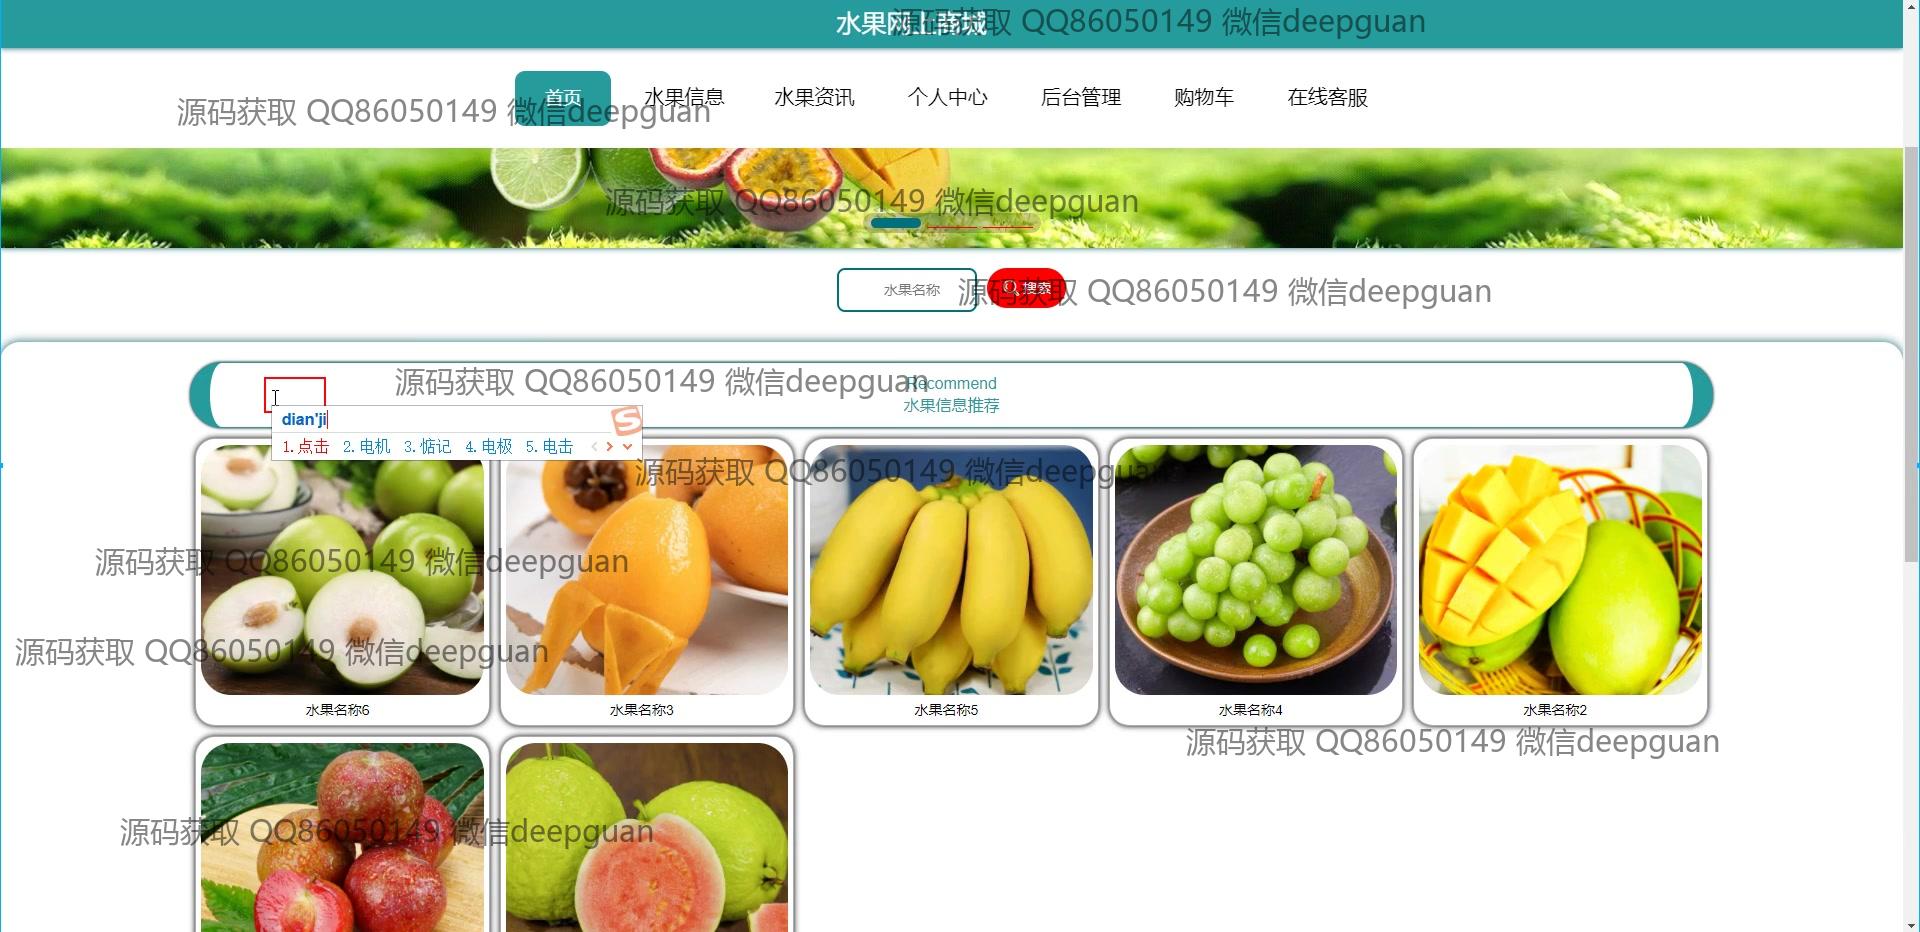 水果网上商城
源码获取 QQ86050149 微信deepguan
首页 水果信息 水果资讯 个人中心 后台管理 购物车 在线客服
源码获取 QQ86050149 微信deepguan
源码获取 QQ86050149 微信deepguan
水果名称 搜索
源码获取 QQ86050149 微信deepguan
源码获取 QQ86050149 微信deepguan
Recommend
水果信息推荐
dian'ji
1.点击 2.电机 3.惦记 4.电极 5.电击
源码获取 QQ86050149 微信deepguan
源码获取 QQ86050149 微信deepguan
源码获取 QQ86050149 微信deepguan
水果名称6 水果名称3 水果名称5 水果名称4 水果名称2
源码获取 QQ86050149 微信deepguan
源码获取 QQ86050149 微信deepguan